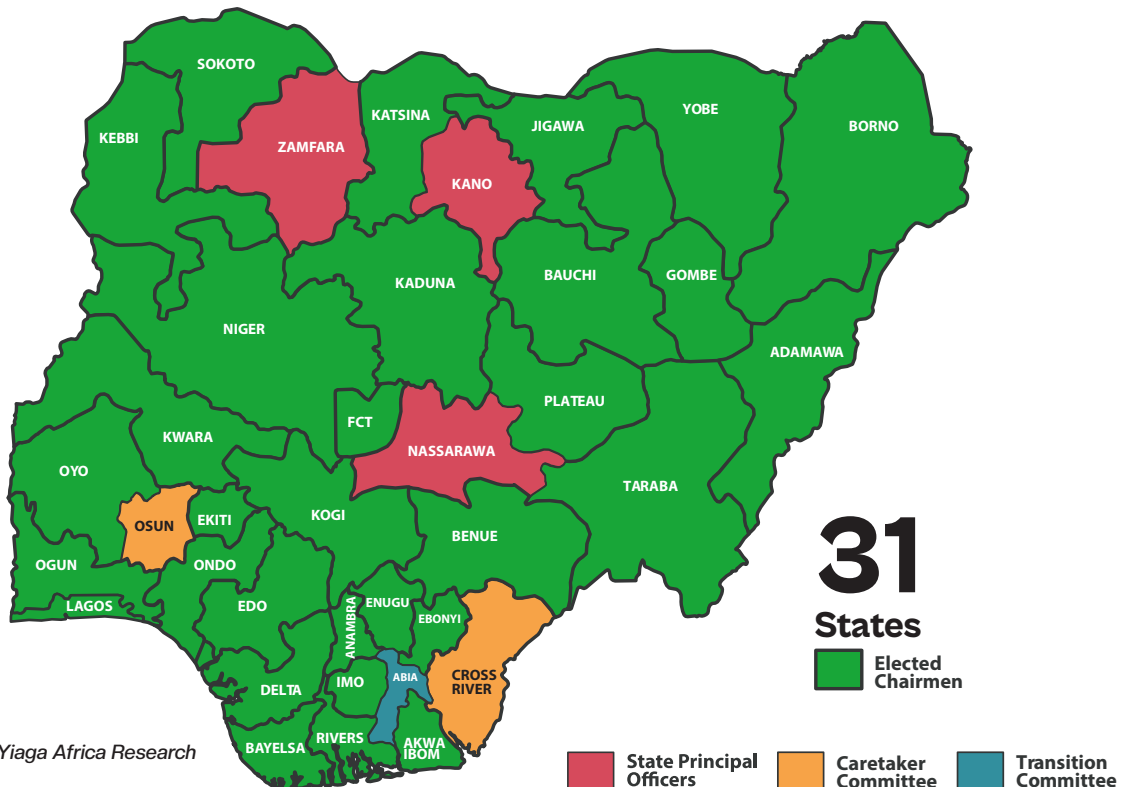 SOKOTO
YOBE
KATSINA
JIGAWA
BORNO
KEBBI
ZAMFARA
KANO
BAUCHI
GOMBE
KADUNA
NIGER
ADAMAWA
PLATEAU
FCT
KWARA
NASSARAWA
OYO
TARABA
KOGI
OSUN
EKITI
BENUE
OGUN
ONDO
LAGOS
EDO
ENUGU
ANAMBRA
EBONYI
ABIA
IMO
CROSS
RIVER
DELTA
RIVERS
BAYELSA
AKWA
IBOM
31
States
Elected
Chairmen
Yiaga Africa Research
State Principal
Officers
Caretaker
Committee
Transition
Committee